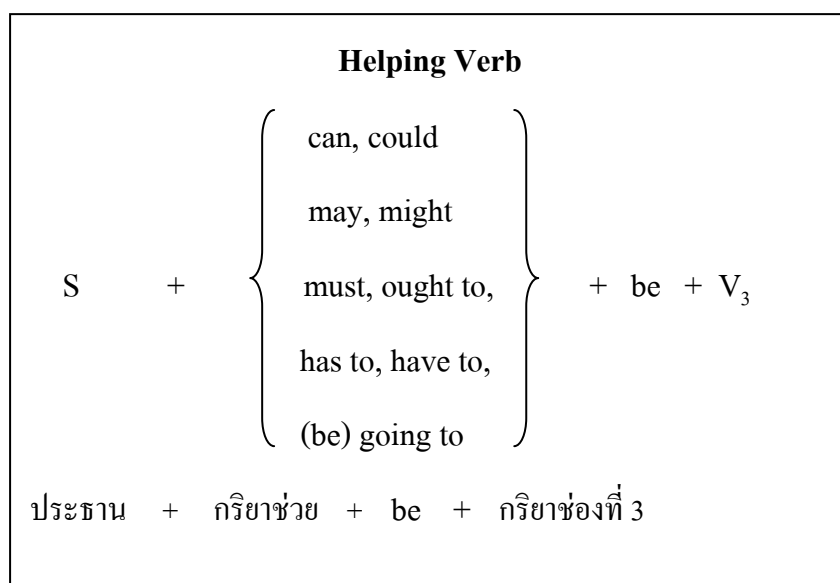 Helping Verb
can, could
may, might
S + must, ought to, + be + V₃
has to, have to,
(be) going to
ประธาน + กริยาช่วย + be + กริยาช่องที่ 3